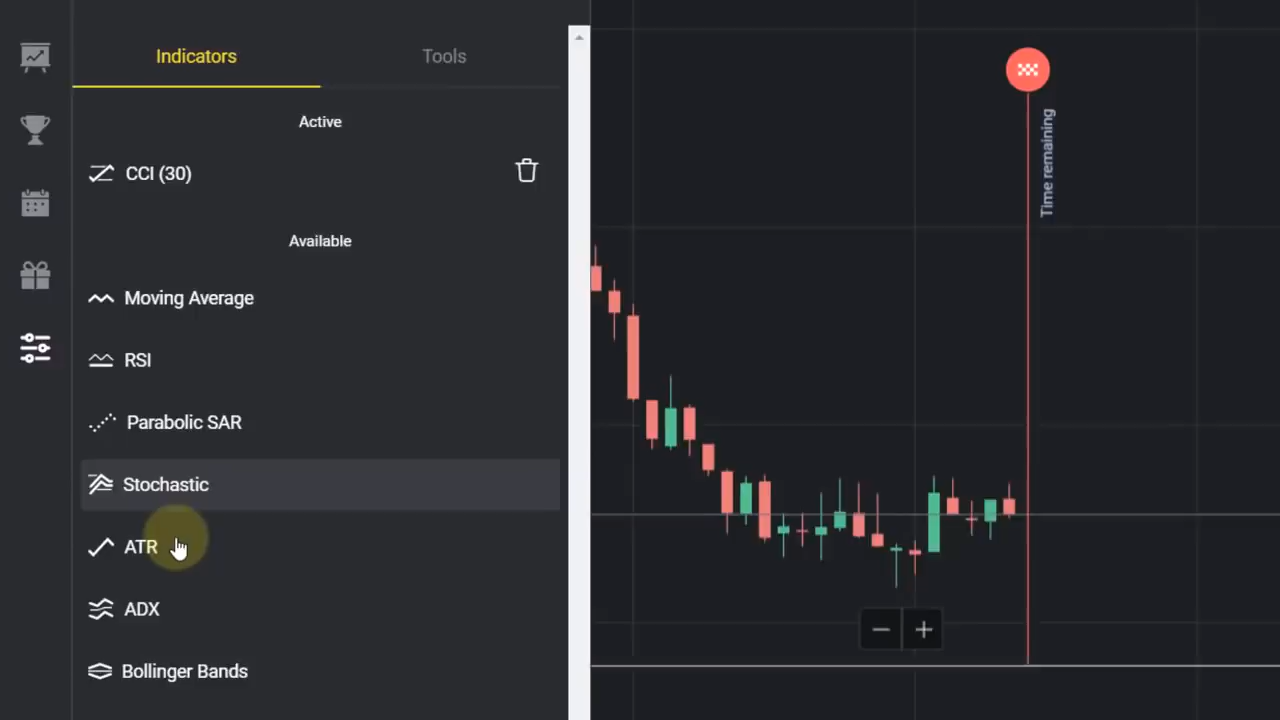 Indicators
Tools
Active
CCI (30)
Available
Moving Average
RSI
Parabolic SAR
Stochastic
ATR
ADX
Bollinger Bands
Time remaining